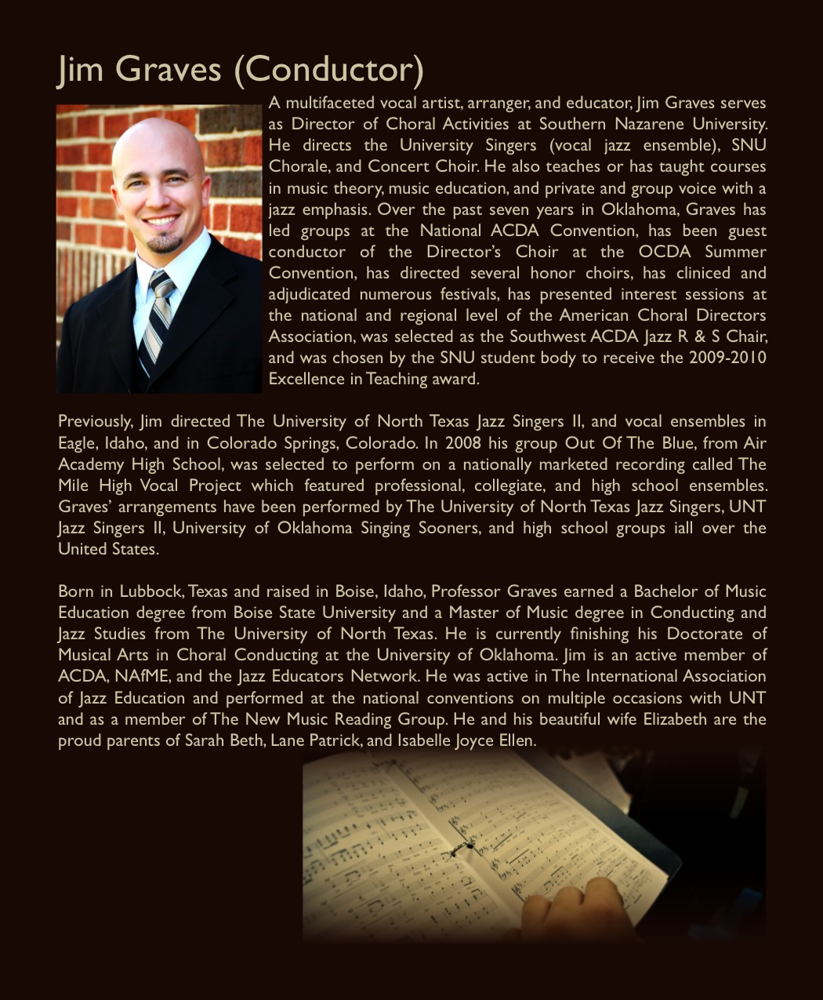 Jim Graves (Conductor)
A multifaceted vocal artist, arranger, and educator, Jim Graves serves
as Director of Choral Activities at Southern Nazarene University.
He directs the University Singers (vocal jazz ensemble), SNU
Chorale, and Concert Choir. He also teaches or has taught courses
in music theory, music education, and private and group voice with a
jazz emphasis. Over the past seven years in Oklahoma, Graves has
led groups at the National ACDA Convention, has been guest
conductor of the Director’s Choir at the OCDA Summer
Convention, has directed several honor choirs, has cliniced and
adjudicated numerous festivals, has presented interest sessions at
the national and regional level of the American Choral Directors
Association, was selected as the Southwest ACDA Jazz R & S Chair,
and was chosen by the SNU student body to receive the 2009-2010
Excellence in Teaching award.
Previously, Jim directed The University of North Texas Jazz Singers II, and vocal ensembles in
Eagle, Idaho, and in Colorado Springs, Colorado. In 2008 his group Out Of The Blue, from Air
Academy High School, was selected to perform on a nationally marketed recording called The
Mile High Vocal Project which featured professional, collegiate, and high school ensembles.
Graves’ arrangements have been performed by The University of North Texas Jazz Singers, UNT
Jazz Singers II, University of Oklahoma Singing Sooners, and high school groups iall over the
United States.
Born in Lubbock, Texas and raised in Boise, Idaho, Professor Graves earned a Bachelor of Music
Education degree from Boise State University and a Master of Music degree in Conducting and
Jazz Studies from The University of North Texas. He is currently finishing his Doctorate of
Musical Arts in Choral Conducting at the University of Oklahoma. Jim is an active member of
ACDA, NAfME, and the Jazz Educators Network. He was active in The International Association
of Jazz Education and performed at the national conventions on multiple occasions with UNT
and as a member of The New Music Reading Group. He and his beautiful wife Elizabeth are the
proud parents of Sarah Beth, Lane Patrick, and Isabelle Joyce Ellen.